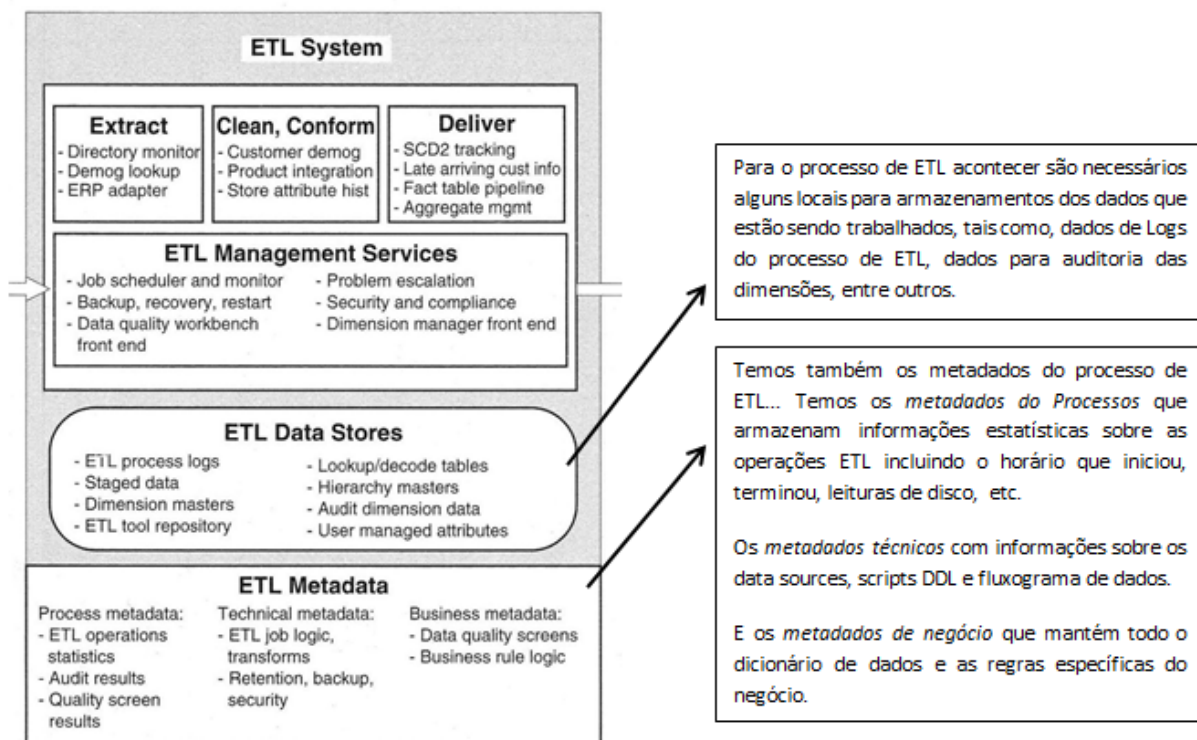 ETL System
Extract
- Directory monitor
- Demog lookup
- ERP adapter
Clean, Conform
- Customer demog
- Product integration
- Store attribute hist
Deliver
- SCD2 tracking
- Late arriving cust info
- Fact table pipeline
- Aggregate mgmt
ETL Management Services
- Job scheduler and monitor
- Backup, recovery, restart
- Data quality workbench
front end
- Problem escalation
- Security and compliance
- Dimension manager front end
ETL Data Stores
- ETL process logs
- Staged data
- Dimension masters
- ETL tool repository
- Lookup/decode tables
- Hierarchy masters
- Audit dimension data
- User managed attributes
ETL Metadata
Process metadata:
- ETL operations
statistics
- Audit results
- Quality screen
results
Technical metadata:
- ETL job logic,
transforms
- Retention, backup,
security
Business metadata:
- Data quality screens
- Business rule logic
Para o processo de ETL acontecer são necessários
alguns locais para armazenamentos dos dados que
estão sendo trabalhados, tais como, dados de Logs
do processo de ETL, dados para auditoria das
dimensões, entre outros.
Temos também os metadados do processo de
ETL... Temos os metadados do Processos que
armazenam informações estatísticas sobre as
operações ETL incluindo o horário que iniciou,
terminou, leituras de disco, etc.
Os metadados técnicos com informações sobre os
data sources, scripts DDL e fluxograma de dados.
E os metadados de negócio que mantém todo o
dicionário de dados e as regras específicas do
negócio.